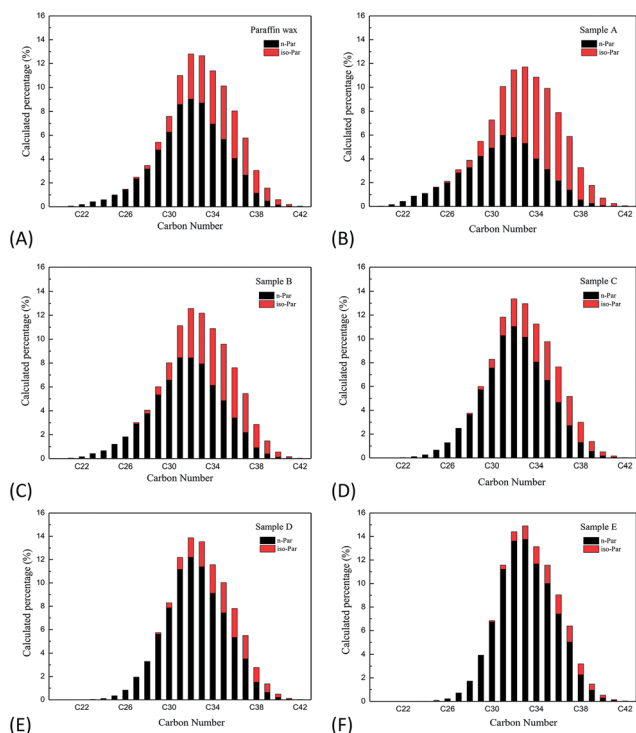 Paraffin wax
n-Par
iso-Par
Calculated percentage (%)
16
14
12
10
8
6
4
2
0
C22 C26 C30 C34 C38 C42
Carbon Number
(A)
Sample A
n-Par
iso-Par
Calculated percentage (%)
16
14
12
10
8
6
4
2
0
C22 C26 C30 C34 C38 C42
Carbon Number
(B)
Sample B
n-Par
iso-Par
Calculated percentage (%)
16
14
12
10
8
6
4
2
0
C22 C26 C30 C34 C38 C42
Carbon Number
(C)
Sample C
n-Par
iso-Par
Calculated percentage (%)
16
14
12
10
8
6
4
2
0
C22 C26 C30 C34 C38 C42
Carbon Number
(D)
Sample D
n-Par
iso-Par
Calculated percentage (%)
16
14
12
10
8
6
4
2
0
C22 C26 C30 C34 C38 C42
Carbon Number
(E)
Sample E
n-Par
iso-Par
Calculated percentage (%)
16
14
12
10
8
6
4
2
0
C22 C26 C30 C34 C38 C42
Carbon Number
(F)